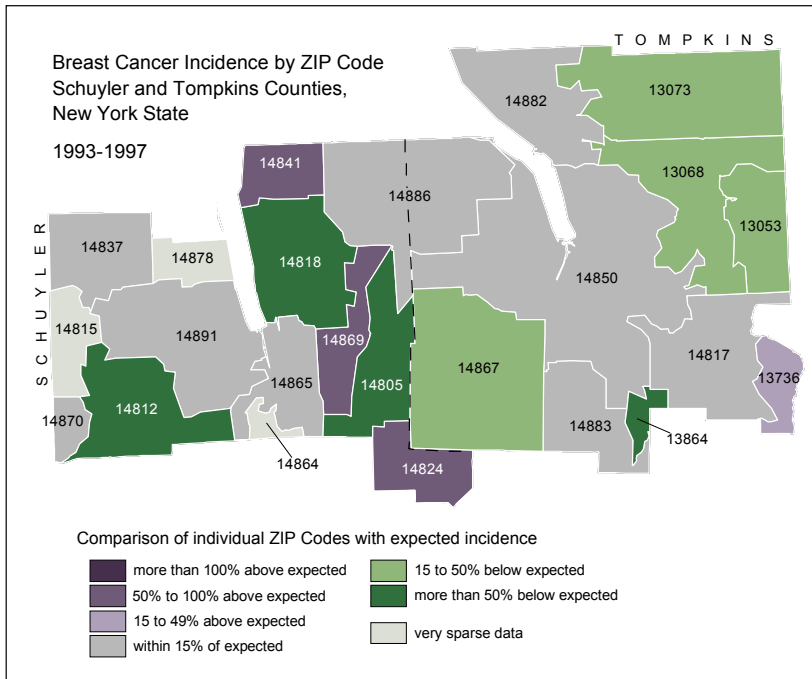 TOMPKINS
Breast Cancer Incidence by ZIP Code
Schuyler and Tompkins Counties,
New York State
1993-1997
14882
13073
14841
13068
14886
13053
SCHUYLER
14837
14878
14818
14850
14815
14891
14869
14817
14865
14805
14867
13736
14812
14870
14883
13864
14864
14824
Comparison of individual ZIP Codes with expected incidence
more than 100% above expected
50% to 100% above expected
15 to 49% above expected
within 15% of expected
15 to 50% below expected
more than 50% below expected
very sparse data